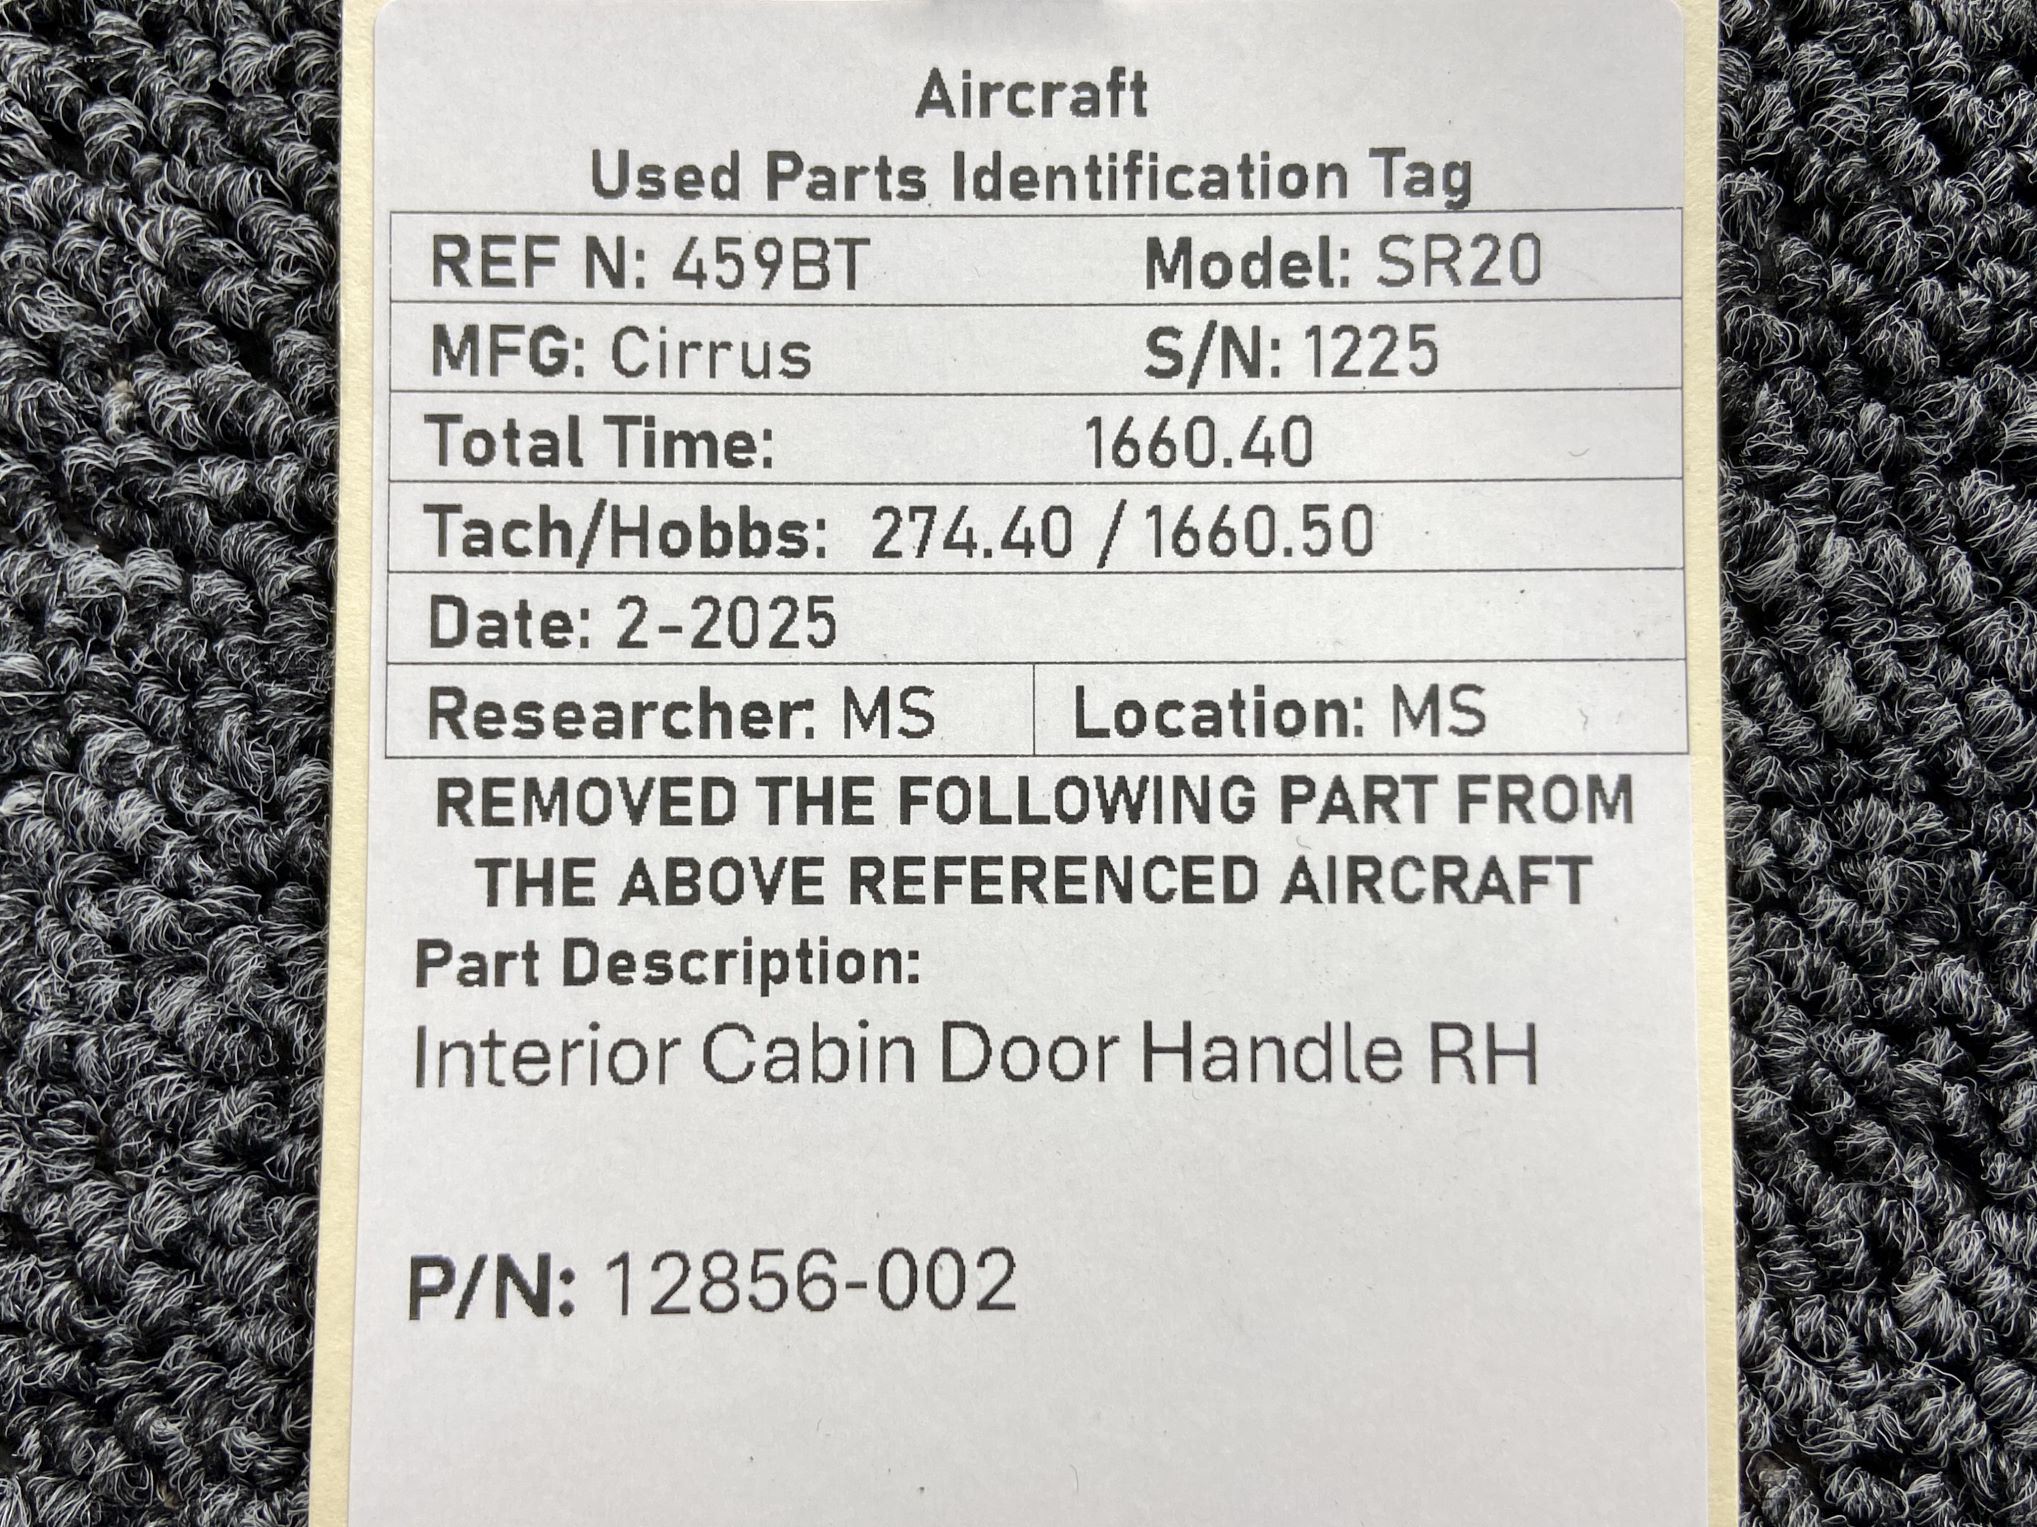 Aircraft
Used Parts Identification Tag
REF N: 459BT Model: SR20
MFG: Cirrus S/N: 1225
Total Time: 1660.40
Tach/Hobbs: 274.40 / 1660.50
Date: 2-2025
Researcher: MS Location: MS
REMOVED THE FOLLOWING PART FROM
THE ABOVE REFERENCED AIRCRAFT
Part Description:
Interior Cabin Door Handle RH
P/N: 12856-002